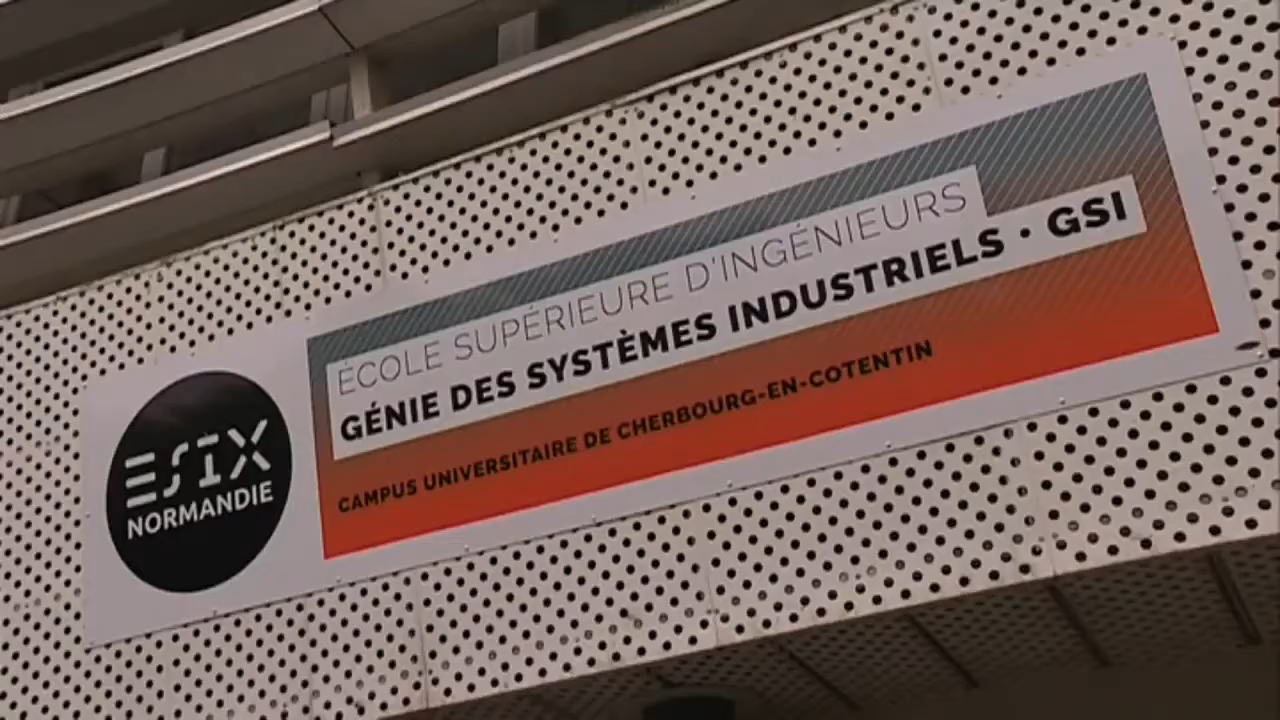 ESIX
NORMANDIE
ÉCOLE SUPÉRIEURE D'INGÉNIEURS
GÉNIE DES SYSTÈMES INDUSTRIELS · GSI
CAMPUS UNIVERSITAIRE DE CHERBOURG-EN-COTENTIN